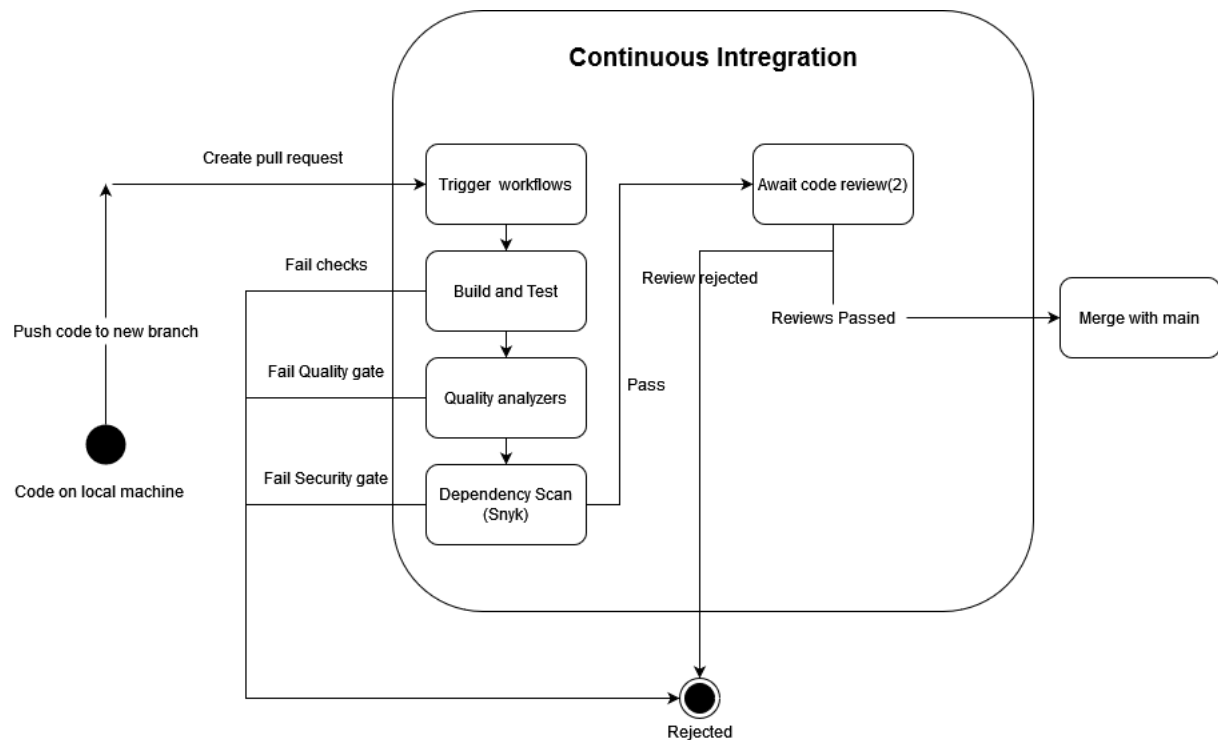 Continuous Intregration
Create pull request
Trigger workflows
Await code review(2)
Fail checks
Build and Test
Review rejected
Push code to new branch
Reviews Passed
Merge with main
Fail Quality gate
Quality analyzers
Pass
Fail Security gate
Code on local machine
Dependency Scan
(Snyk)
Rejected